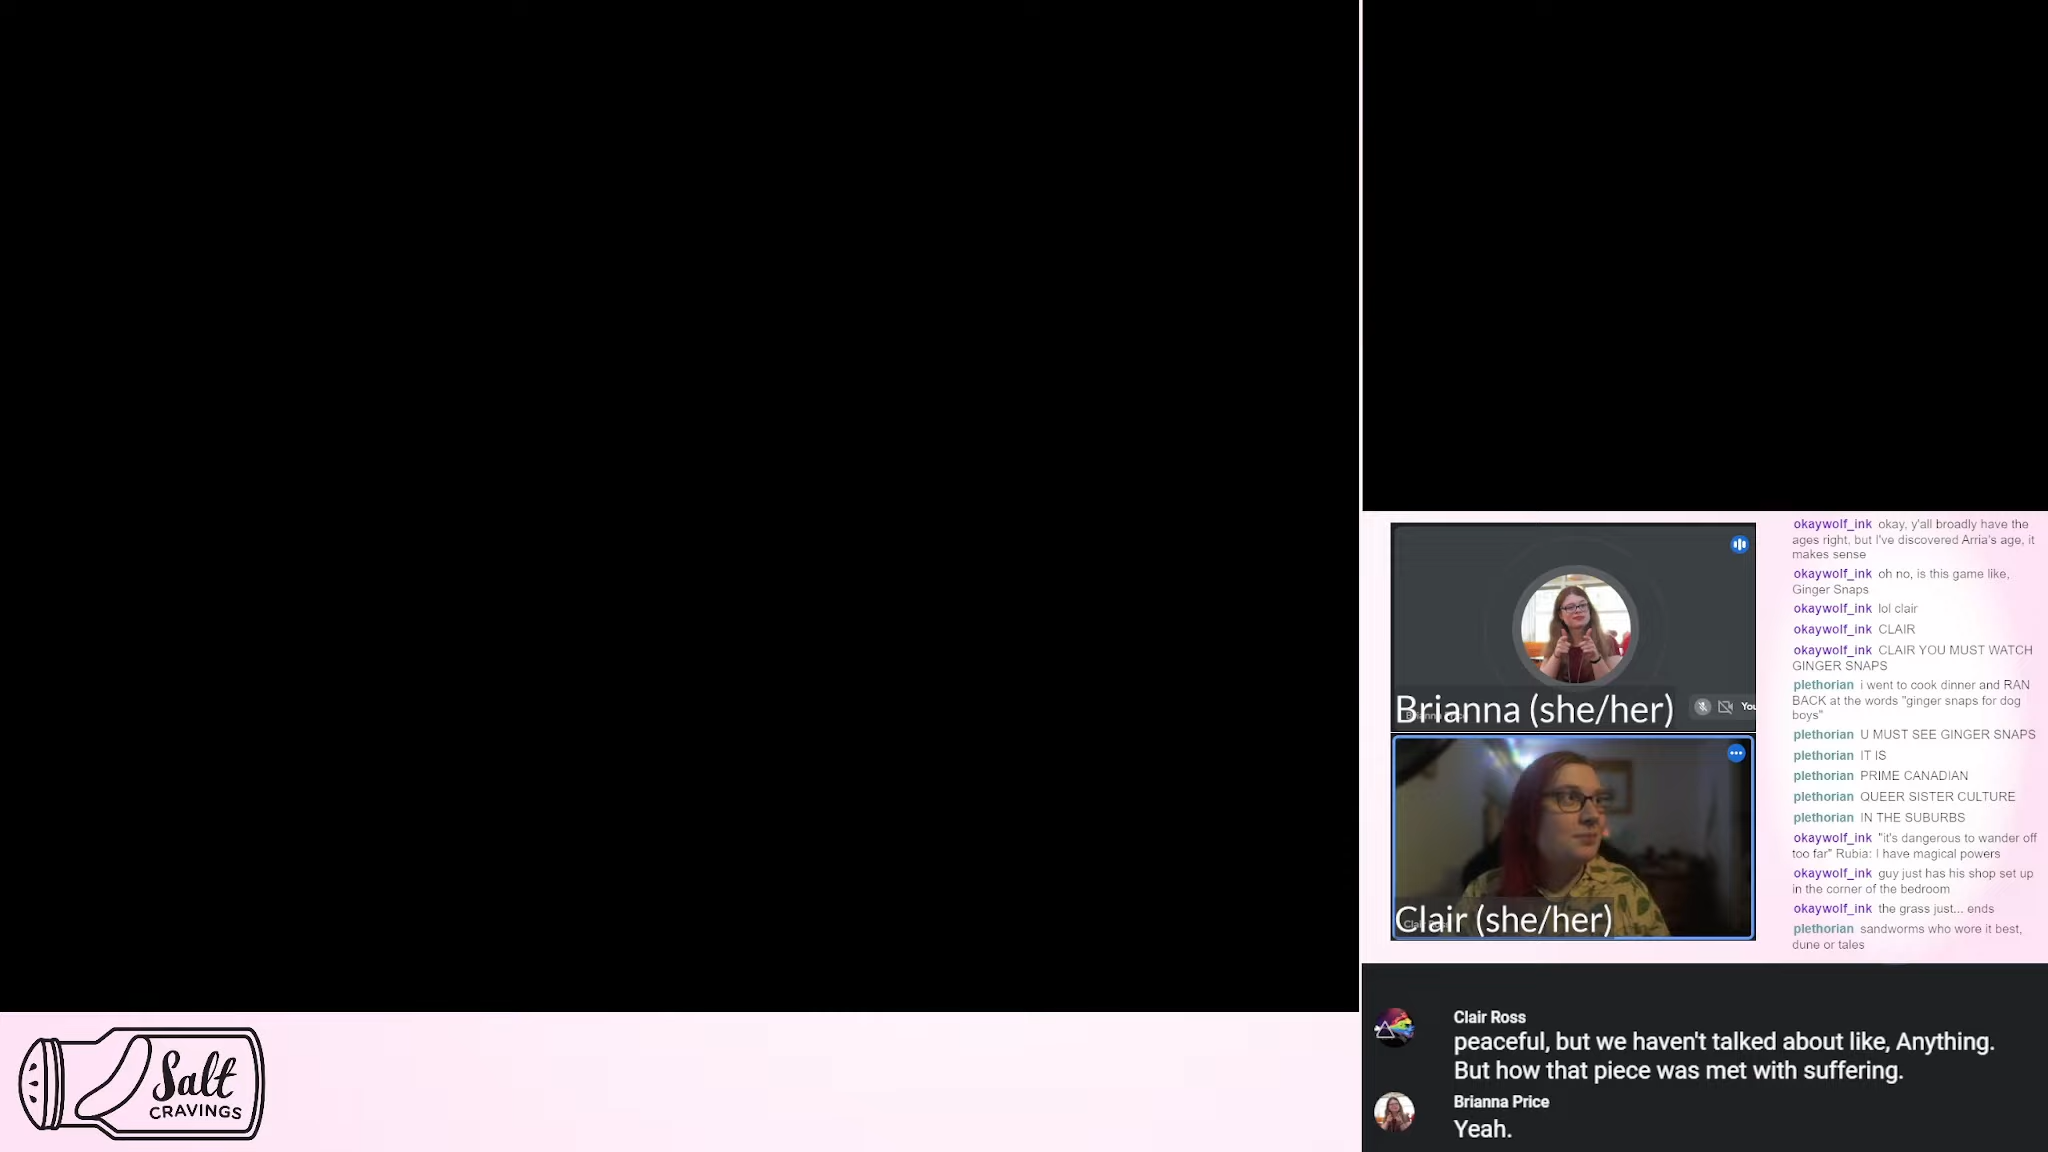 okaywolf_ink okay, y'all broadly have the
ages right, but I've discovered Arria's age, it
makes sense
okaywolf_ink oh no, is this game like,
Ginger Snaps
okaywolf_ink lol clair
okaywolf_ink CLAIR
okaywolf_ink CLAIR YOU MUST WATCH
GINGER SNAPS
plethorian i went to cook dinner and RAN
BACK at the words "ginger snaps for dog
boys"
plethorian U MUST SEE GINGER SNAPS
plethorian IT IS
plethorian PRIME CANADIAN
plethorian QUEER SISTER CULTURE
plethorian IN THE SUBURBS
okaywolf_ink "it's dangerous to wander off
too far" Rubia: I have magical powers
okaywolf_ink guy just has his shop set up
in the corner of the bedroom
okaywolf_ink the grass just... ends
plethorian sandworms who wore it best,
dune or tales
Brianna (she/her)
You
Clair (she/her)
Salt
CRAVINGS
Clair Ross
peaceful, but we haven't talked about like, Anything.
But how that piece was met with suffering.
Brianna Price
Yeah.